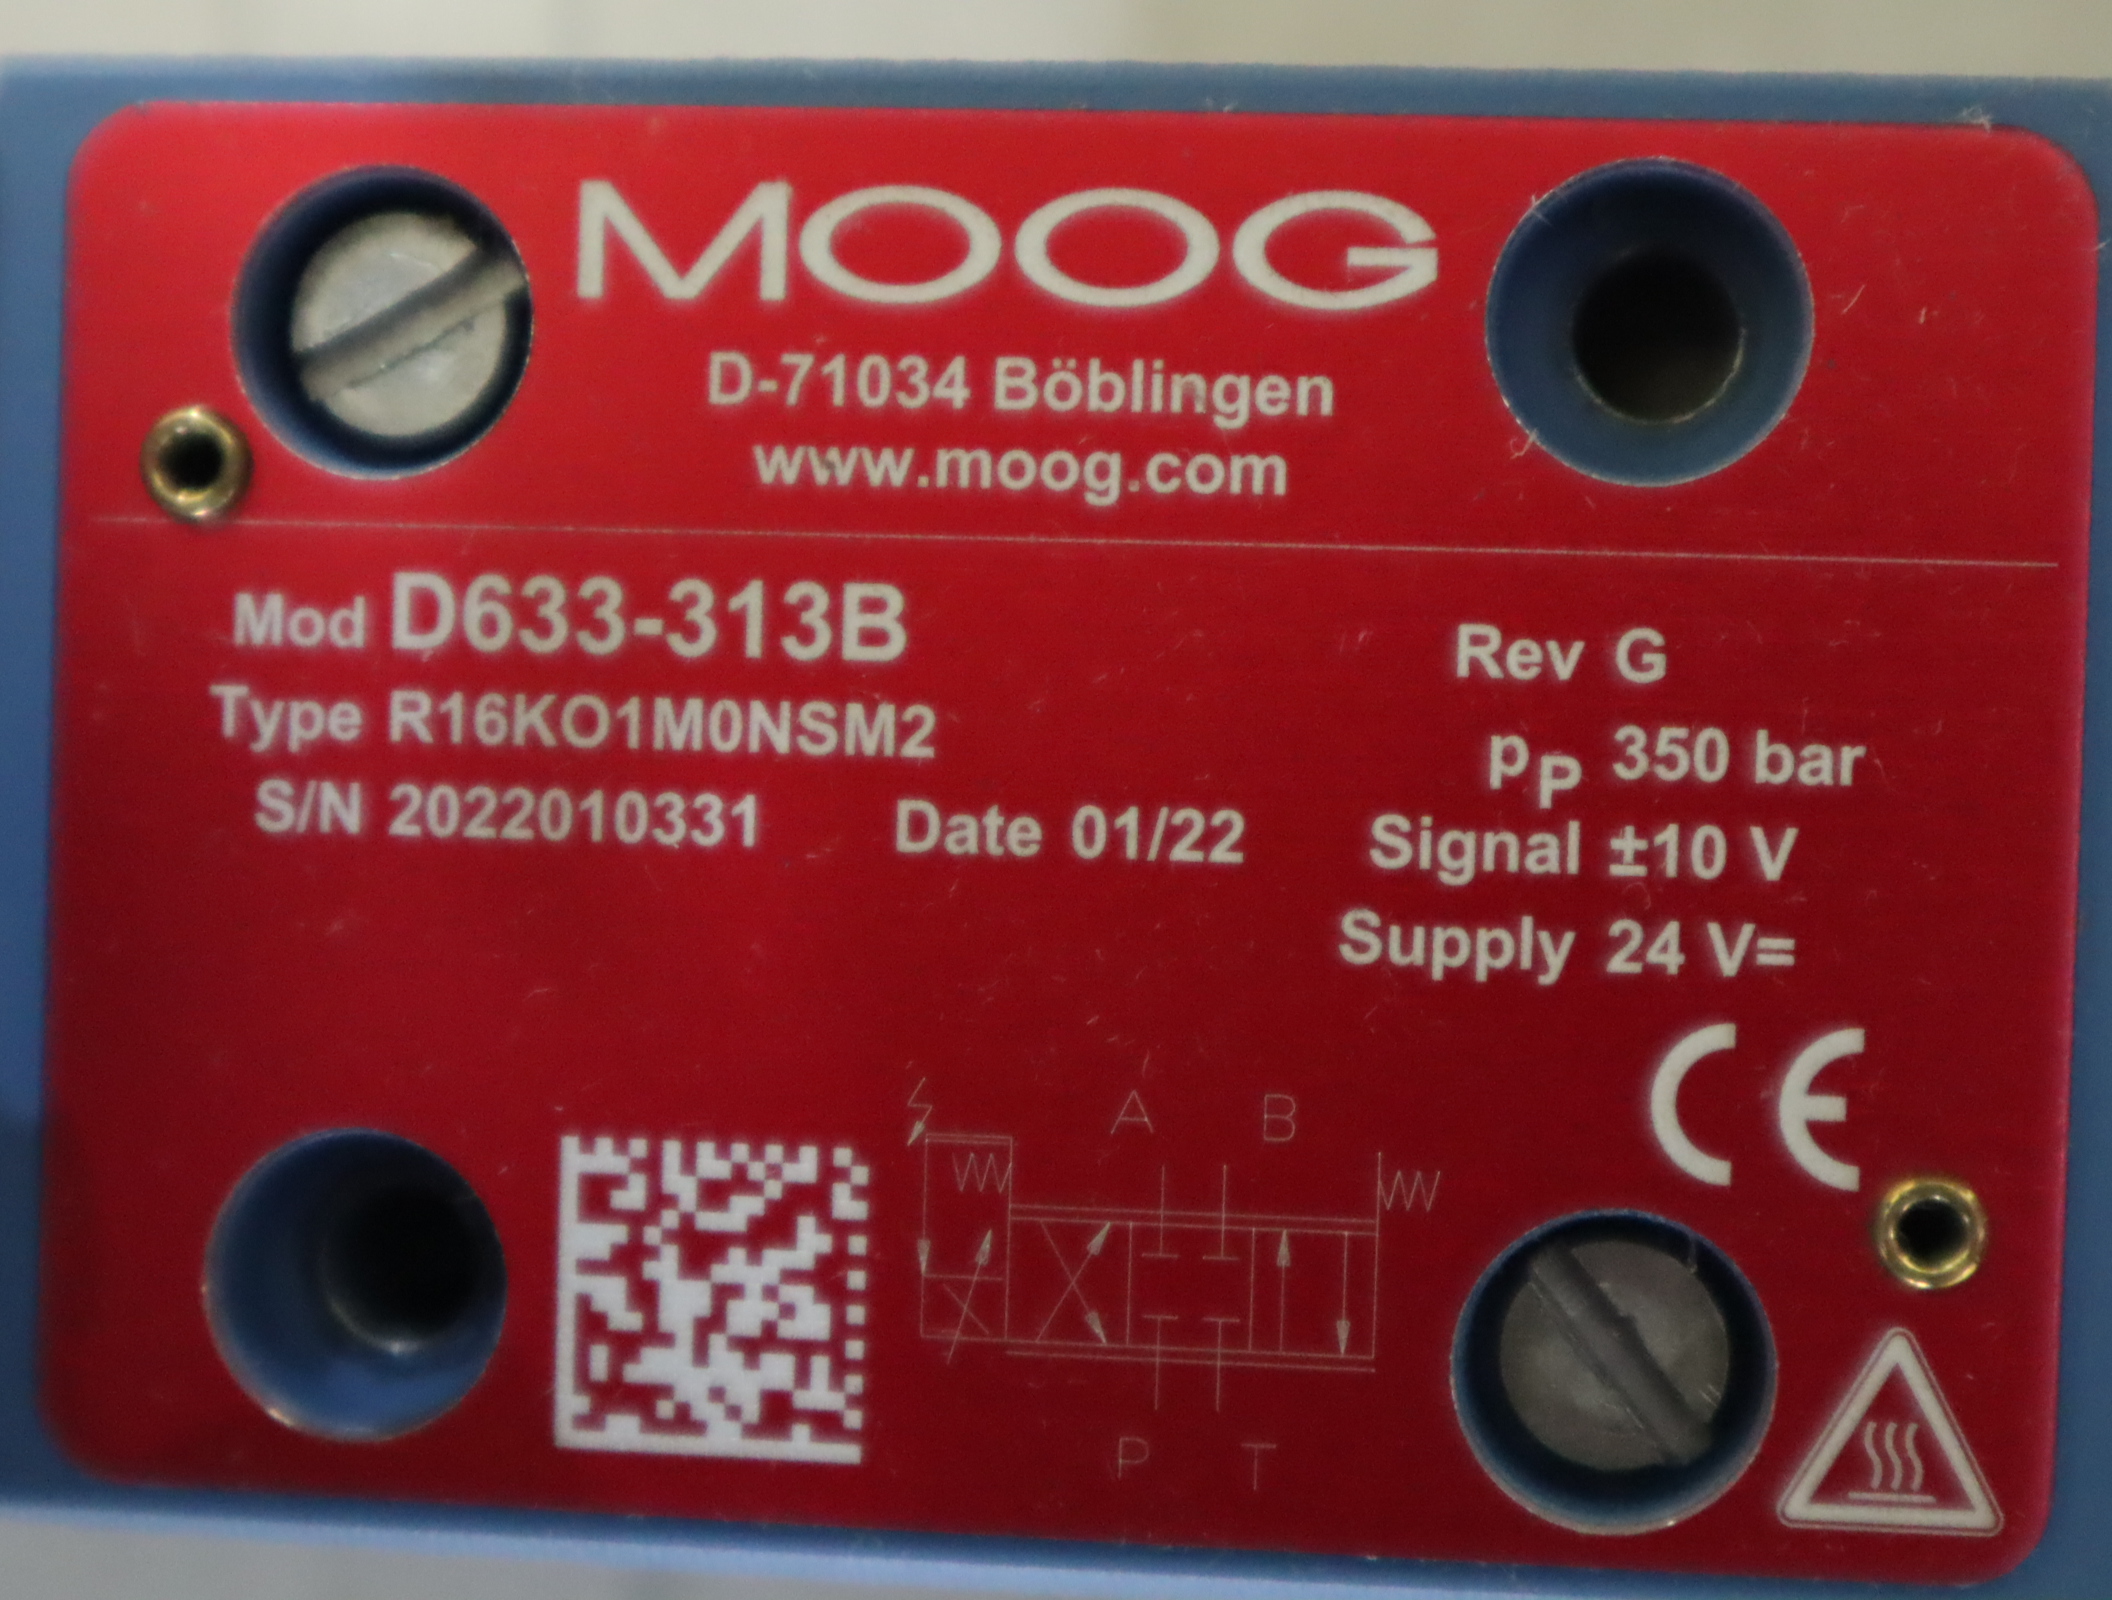 MOOG
D-71034 Böblingen
www.moog.com
Mod D633-313B
Rev G
Type R16KO1M0NSM2
pP 350 bar
S/N 2022010331 Date 01/22
Signal ±10 V
Supply 24 V=
CE
A B
P T